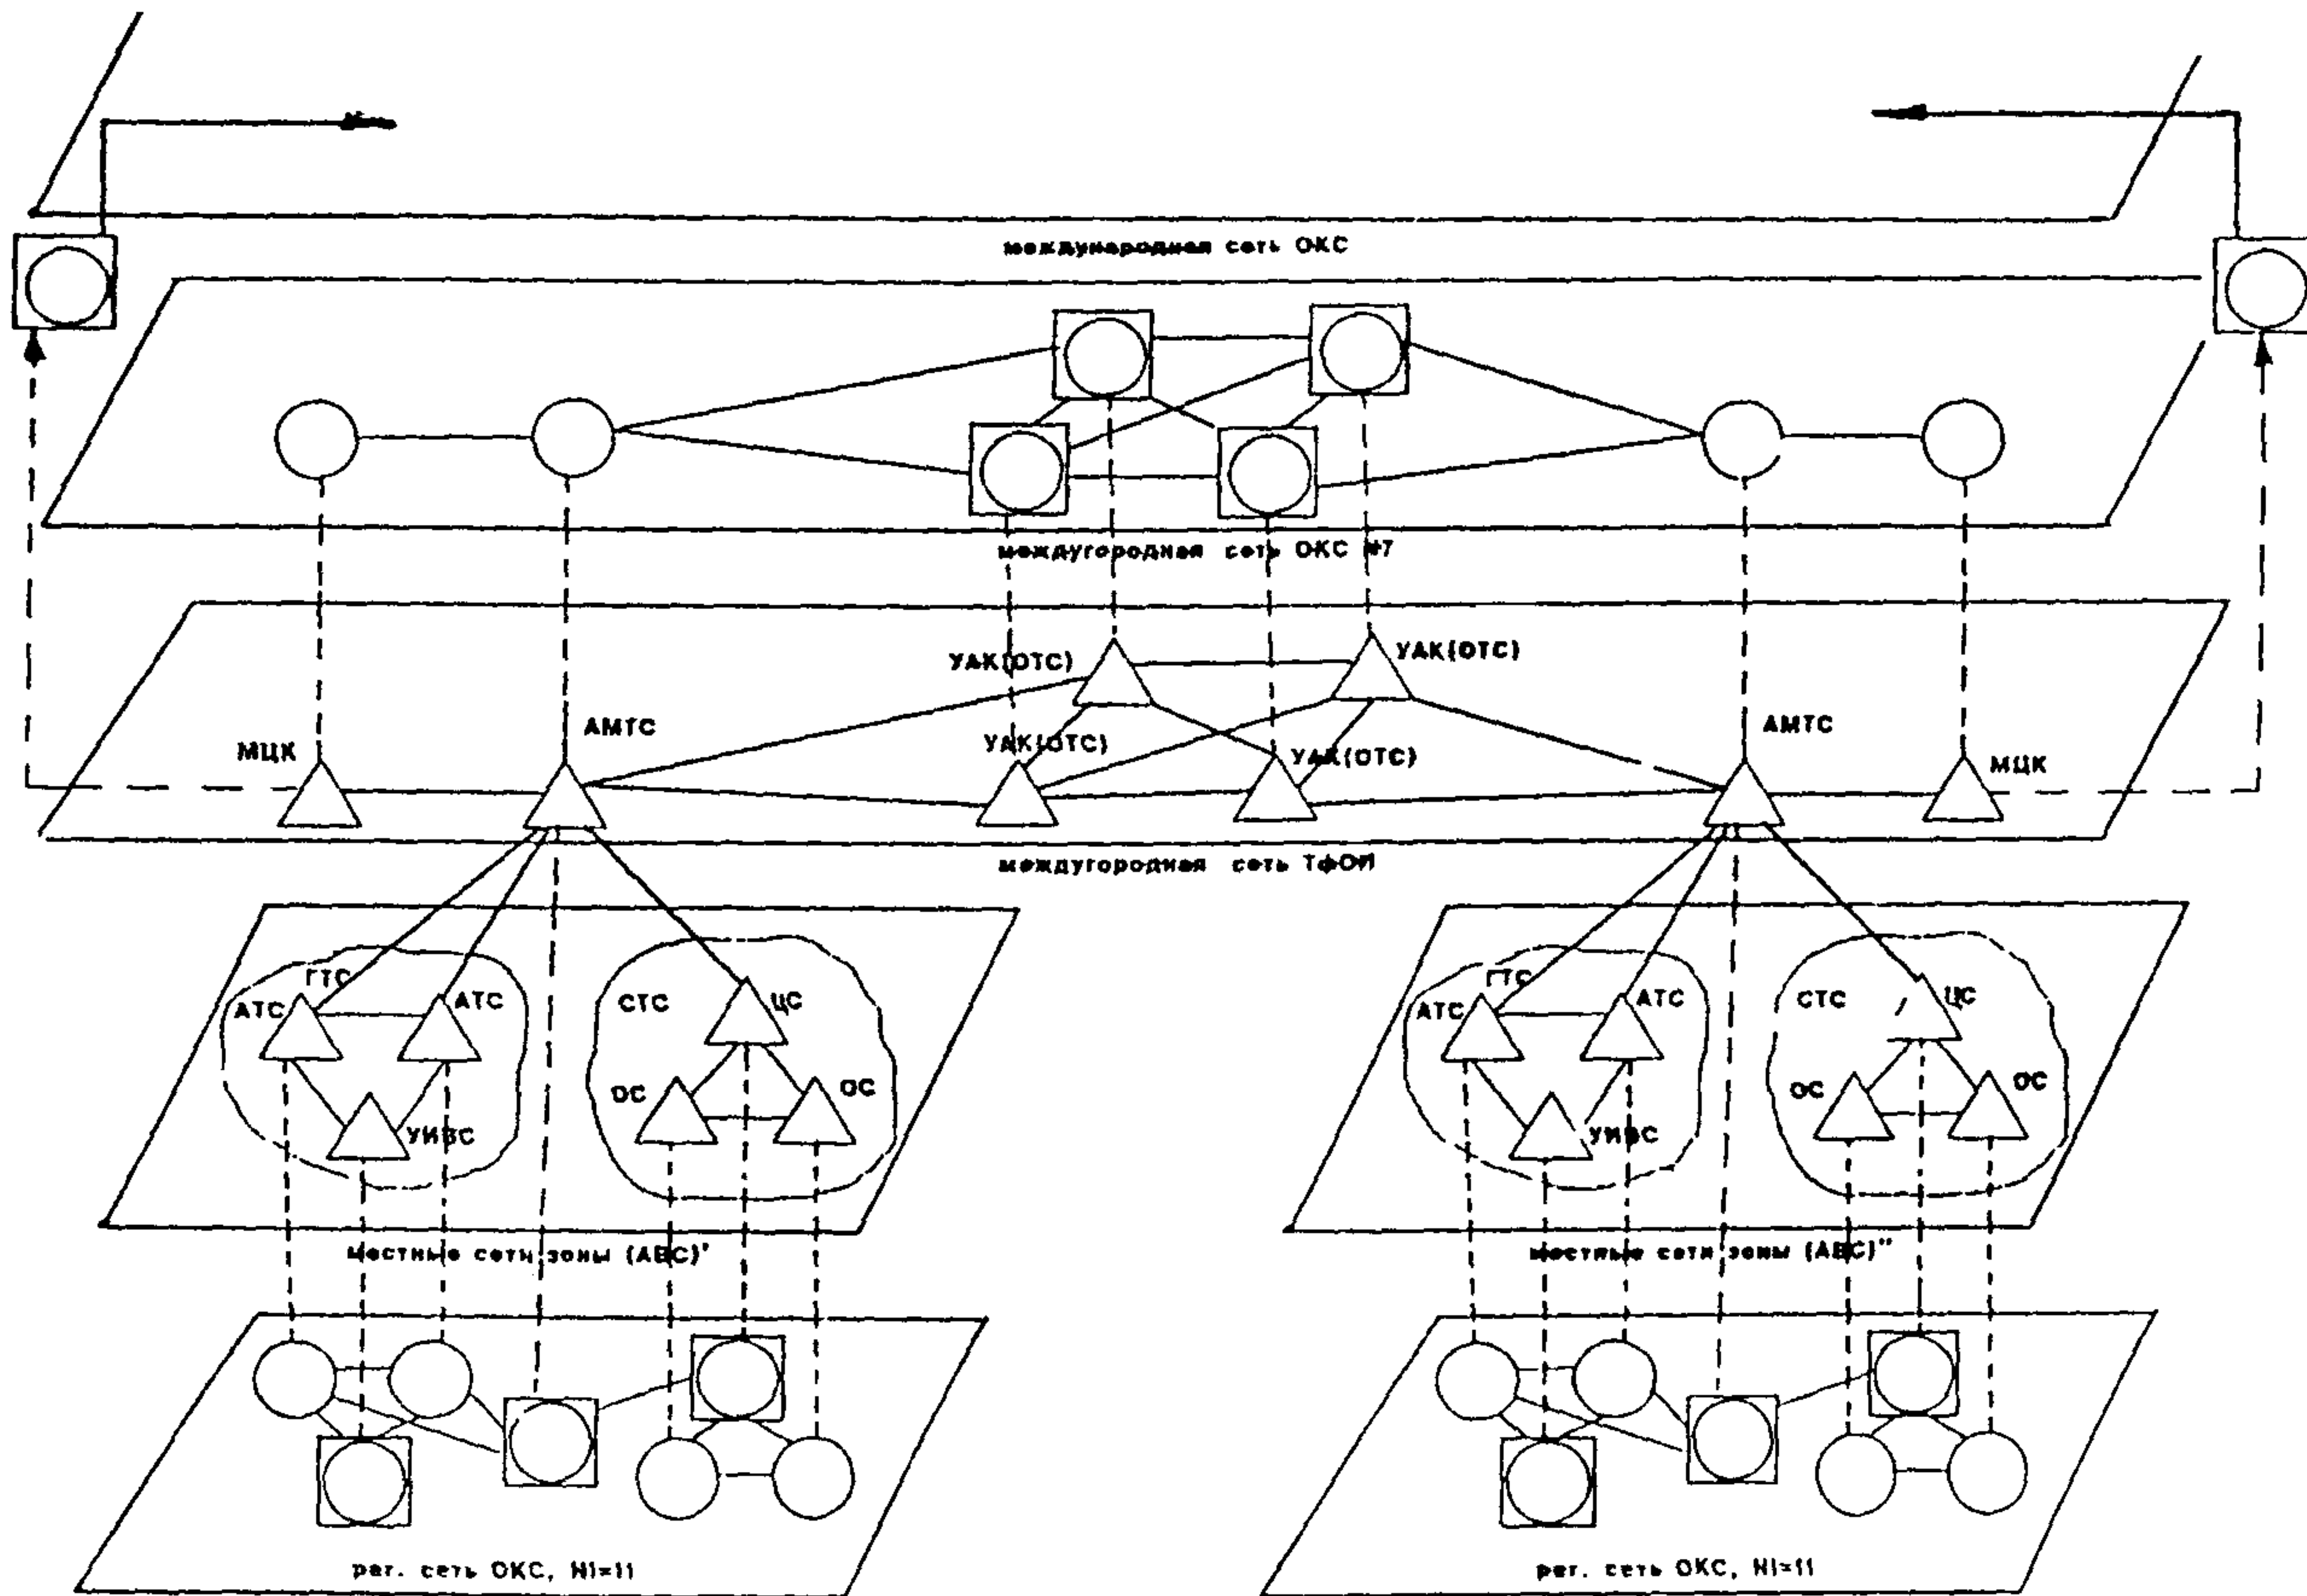 международная сеть ОКС
междугородная сеть ОКС №7
УАК(ОТС)
УАК(ОТС)
АМТС
АМТС
МЦК
УАК(ОТС)
УАК(ОТС)
МЦК
междугородная сеть ТфОП
ГТС
АТС
АТС
СТС
ЦС
ОС
ОС
УИВС
ГТС
АТС
АТС
СТС
ЦС
ОС
ОС
УИВС
местные сети зоны (АВС)'
местные сети зоны (АВС)''
рег. сеть ОКС, NI=11
рег. сеть ОКС, NI=11